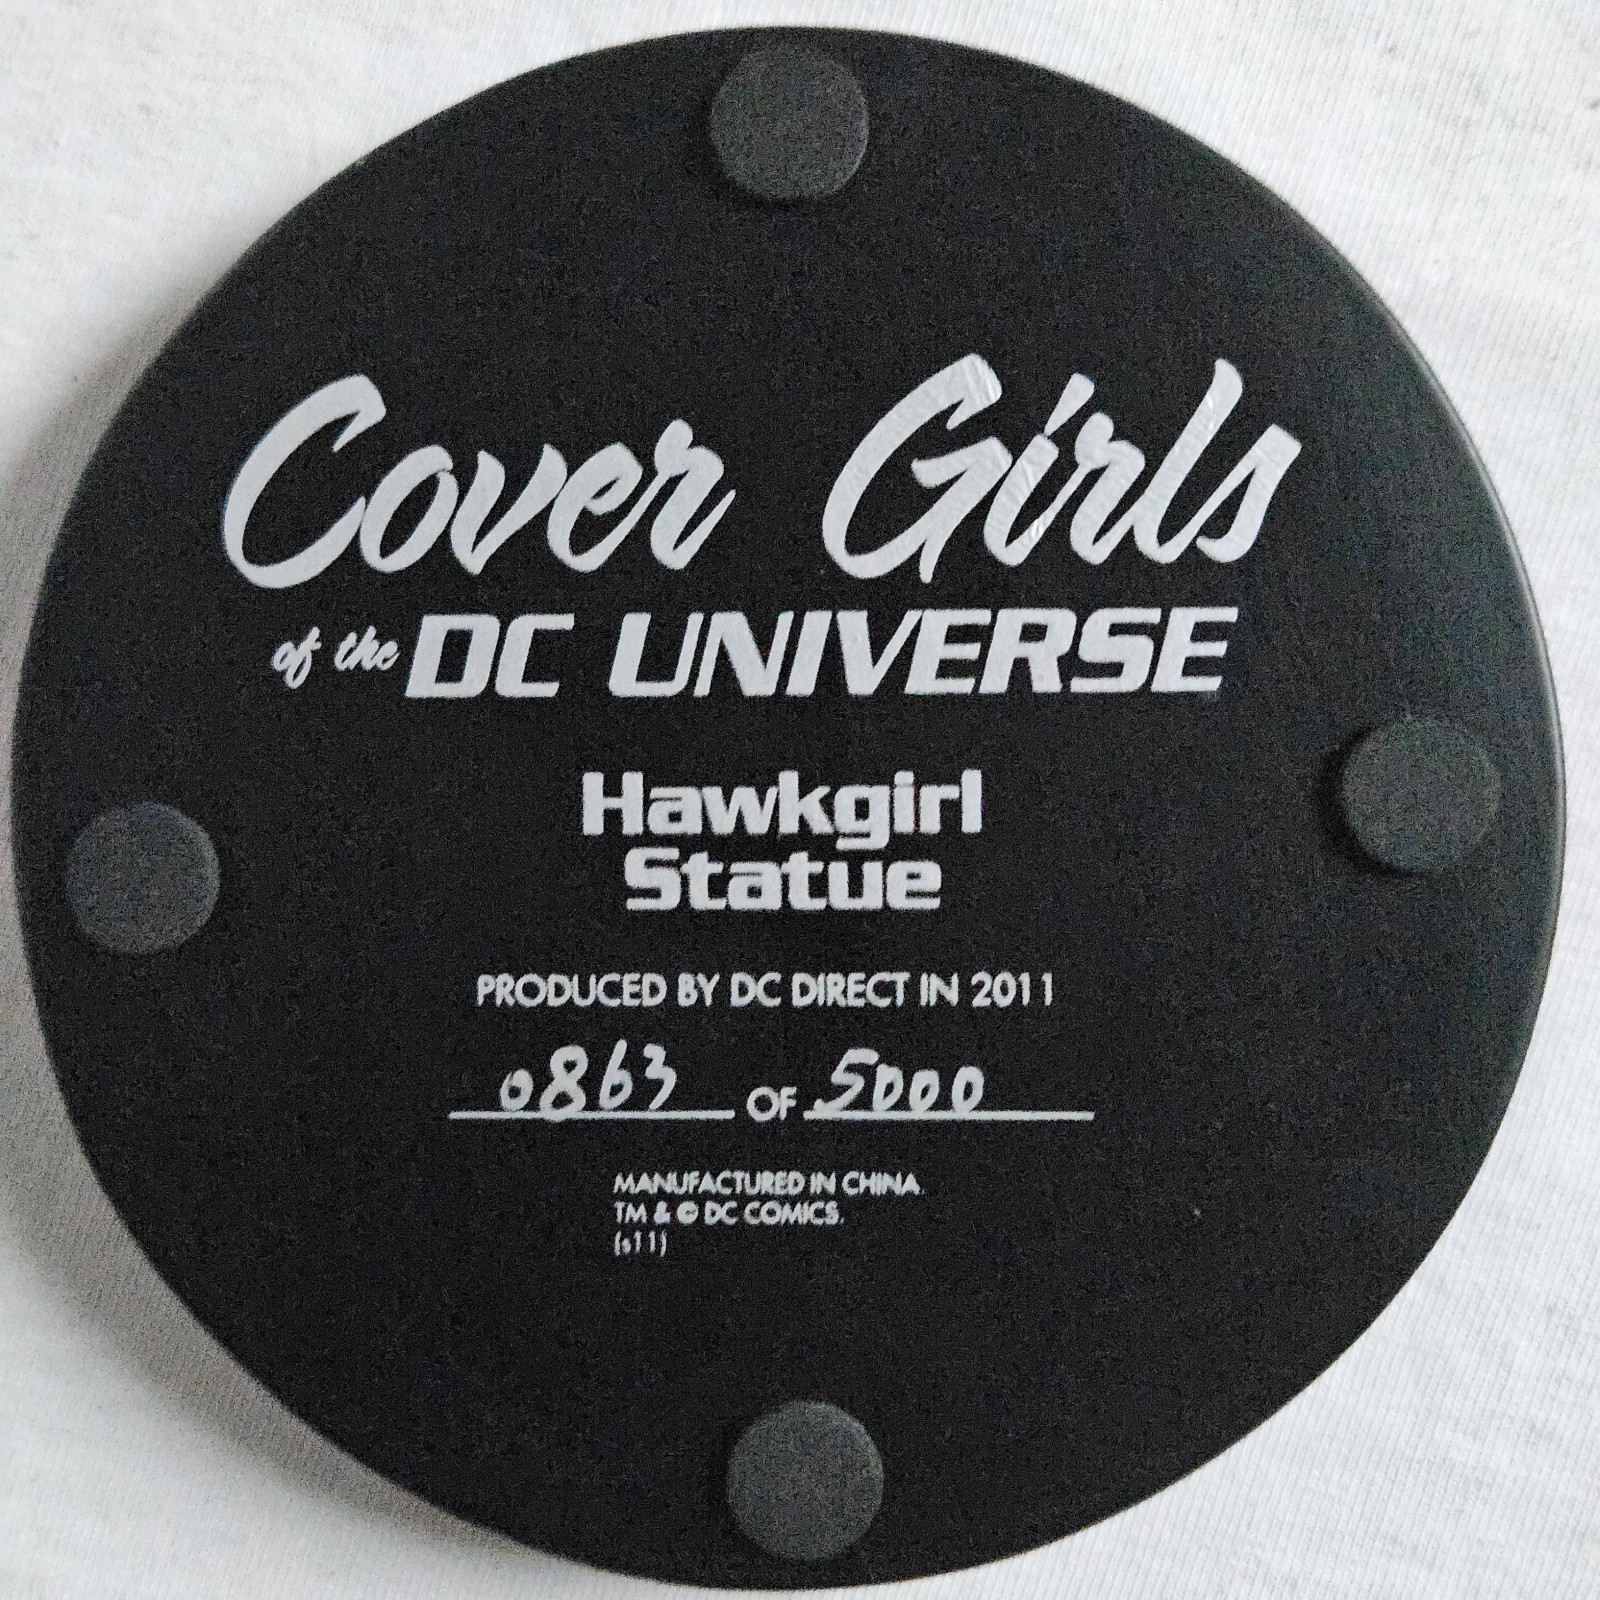 Cover Girls
of the DC UNIVERSE
Hawkgirl
Statue
PRODUCED BY DC DIRECT IN 2011
0863 OF 5000
MANUFACTURED IN CHINA.
TM & © DC COMICS.
(s11)